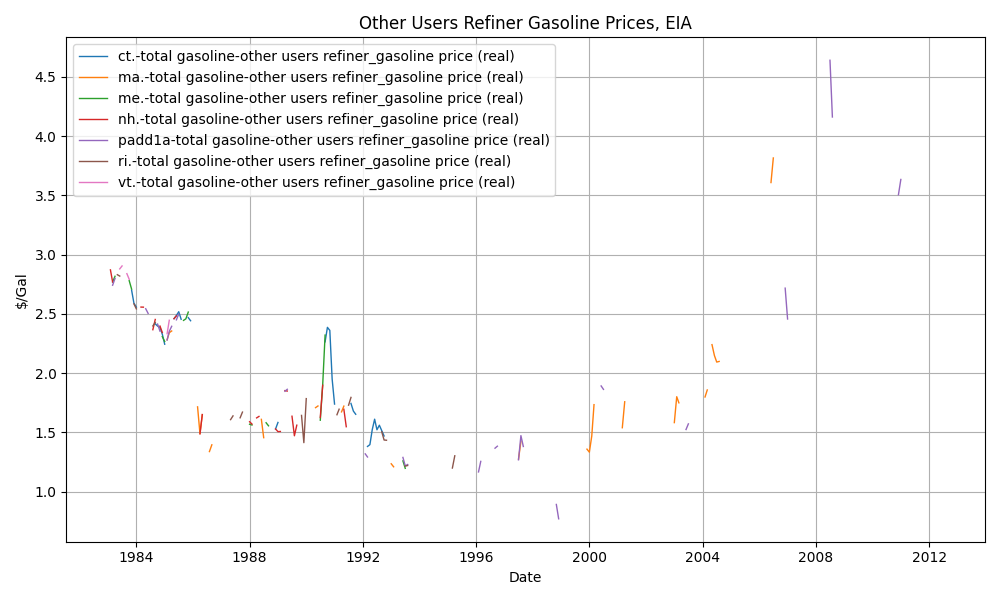 Other Users Refiner Gasoline Prices, EIA
ct.-total gasoline-other users refiner_gasoline price (real)
ma.-total gasoline-other users refiner_gasoline price (real)
me.-total gasoline-other users refiner_gasoline price (real)
nh.-total gasoline-other users refiner_gasoline price (real)
padd1a-total gasoline-other users refiner_gasoline price (real)
ri.-total gasoline-other users refiner_gasoline price (real)
vt.-total gasoline-other users refiner_gasoline price (real)
$/Gal
4.5
4.0
3.5
3.0
2.5
2.0
1.5
1.0
1984 1988 1992 1996 2000 2004 2008 2012
Date